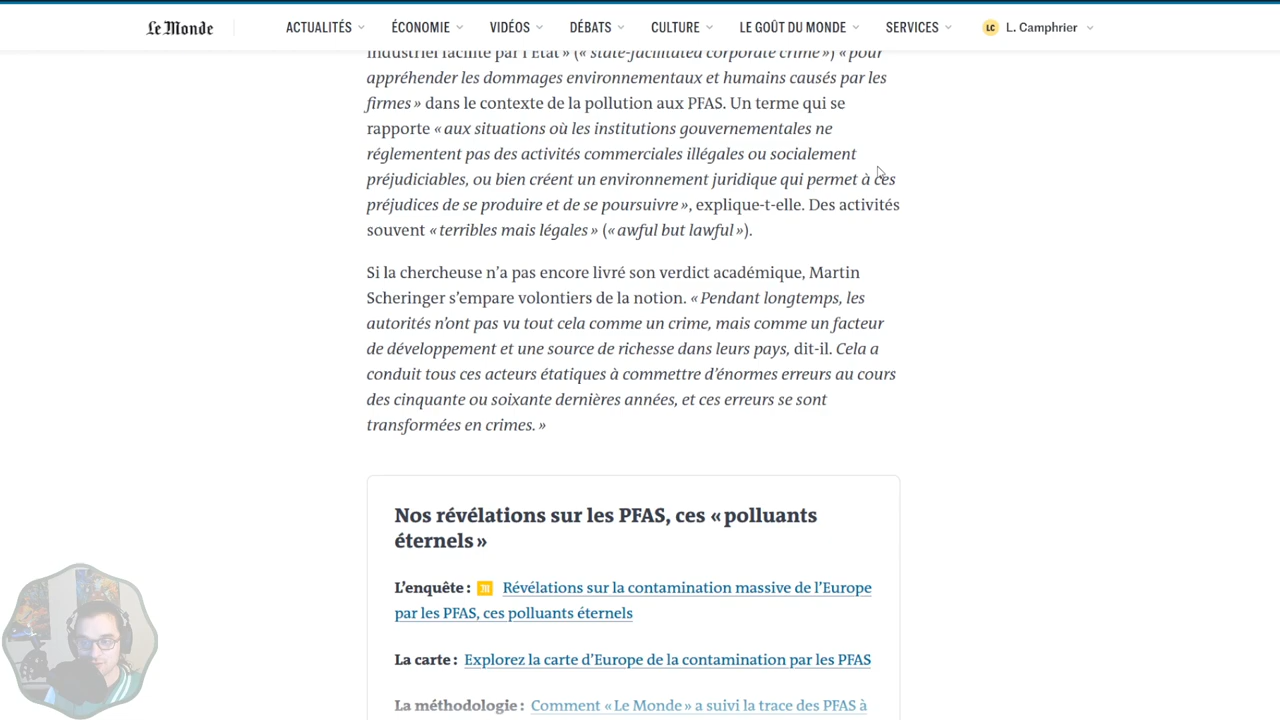 Le Monde
ACTUALITÉS ÉCONOMIE VIDÉOS DÉBATS CULTURE LE GOÛT DU MONDE SERVICES LC L. Camphrier
industriel facilité par l'État » (« state-facilitated corporate crime ») « pour
appréhender les dommages environnementaux et humains causés par les
firmes » dans le contexte de la pollution aux PFAS. Un terme qui se
rapporte « aux situations où les institutions gouvernementales ne
réglementent pas des activités commerciales illégales ou socialement
préjudiciables, ou bien créent un environnement juridique qui permet à ces
préjudices de se produire et de se poursuivre », explique-t-elle. Des activités
souvent « terribles mais légales » (« awful but lawful »).
Si la chercheuse n'a pas encore livré son verdict académique, Martin
Scheringer s'empare volontiers de la notion. « Pendant longtemps, les
autorités n'ont pas vu tout cela comme un crime, mais comme un facteur
de développement et une source de richesse dans leurs pays, dit-il. Cela a
conduit tous ces acteurs étatiques à commettre d'énormes erreurs au cours
des cinquante ou soixante dernières années, et ces erreurs se sont
transformées en crimes. »
Nos révélations sur les PFAS, ces « polluants
éternels »
L'enquête : Révélations sur la contamination massive de l'Europe
par les PFAS, ces polluants éternels
La carte : Explorez la carte d'Europe de la contamination par les PFAS
La méthodologie : Comment « Le Monde » a suivi la trace des PFAS à